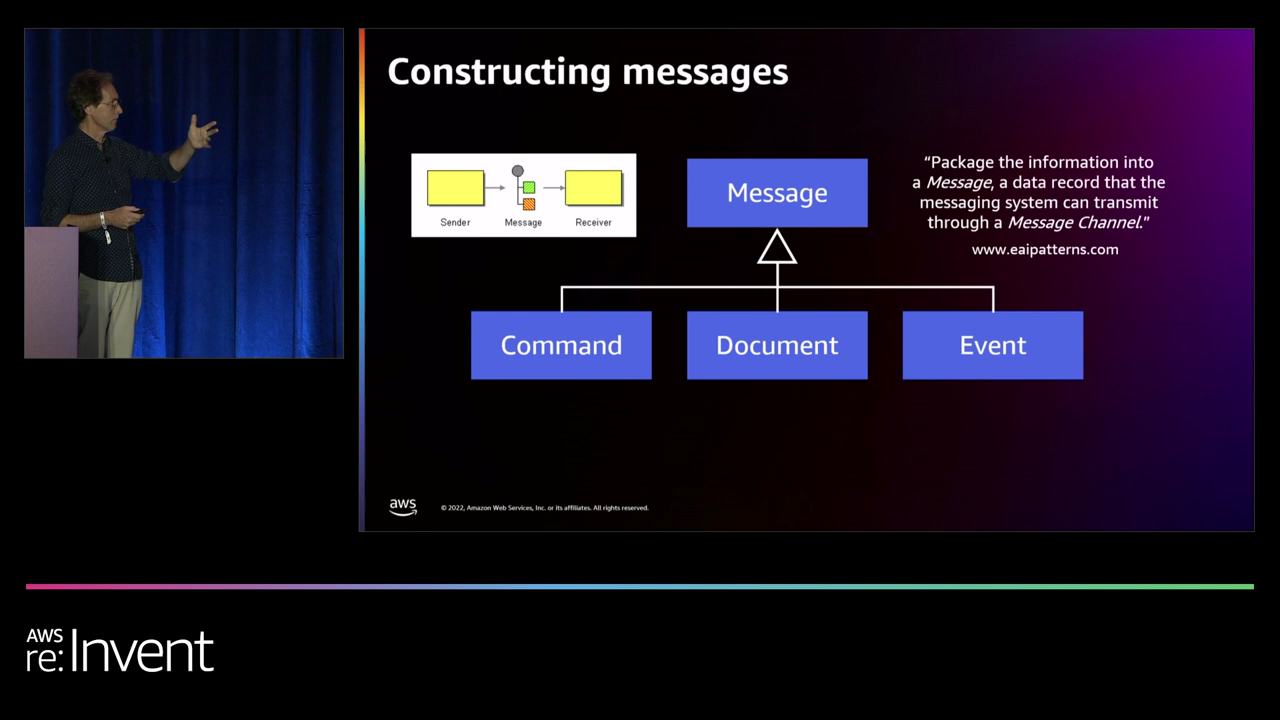 Constructing messages
Sender
Message
Receiver
Message
“Package the information into
a Message, a data record that the
messaging system can transmit
through a Message Channel.”
www.eaipatterns.com
Command
Document
Event
aws
© 2022, Amazon Web Services, Inc. or its affiliates. All rights reserved.
AWS
re:Invent